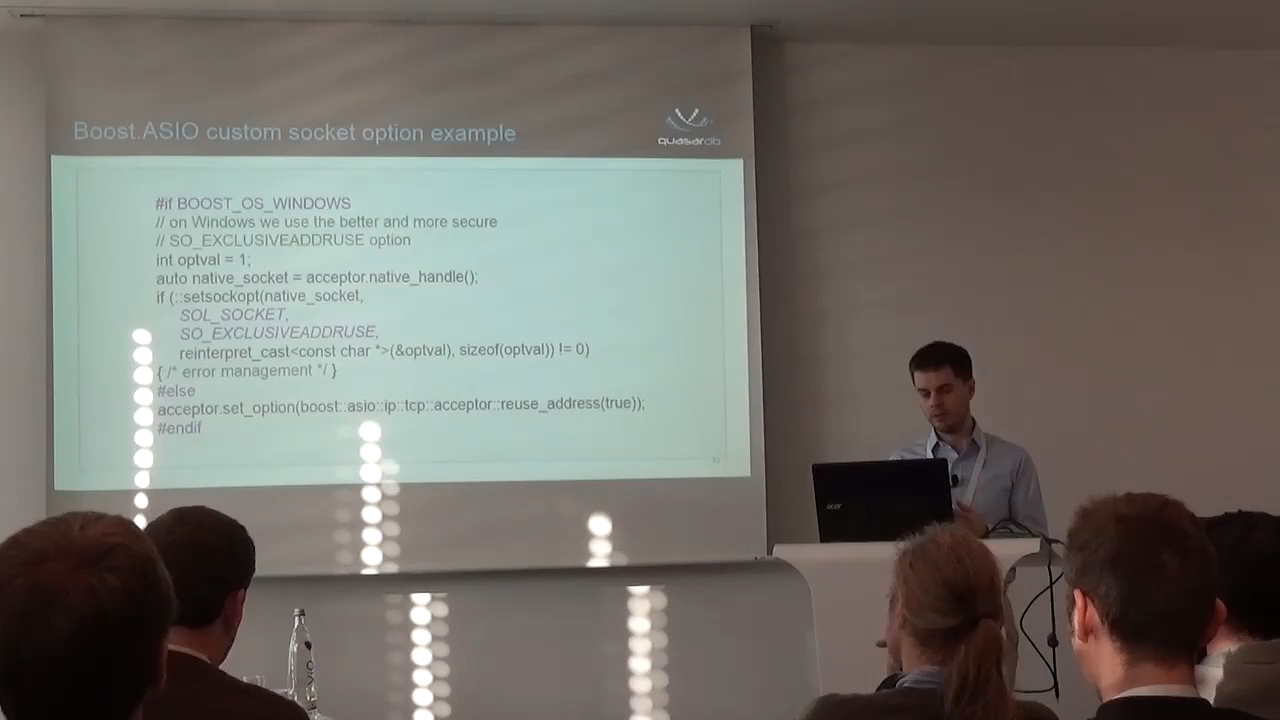 Boost.ASIO custom socket option example
quasardb
#if BOOST_OS_WINDOWS
// on Windows we use the better and more secure
// SO_EXCLUSIVEADDRUSE option
int optval = 1;
auto native_socket = acceptor.native_handle();
if (::setsockopt(native_socket,
SOL_SOCKET,
SO_EXCLUSIVEADDRUSE,
reinterpret_cast<const char *>(&optval), sizeof(optval)) != 0)
{ /* error management */ }
#else
acceptor.set_option(boost::asio::ip::tcp::acceptor::reuse_address(true));
#endif
acer